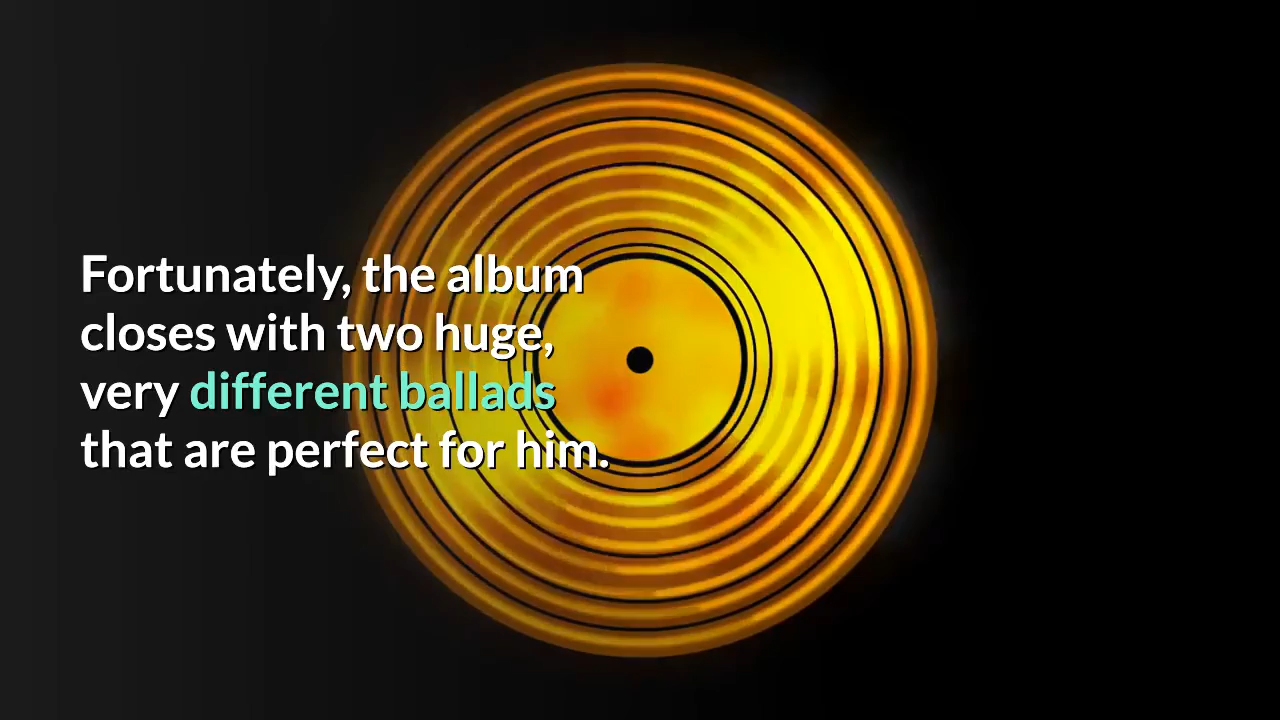 Fortunately, the album
closes with two huge,
very different ballads
that are perfect for him.